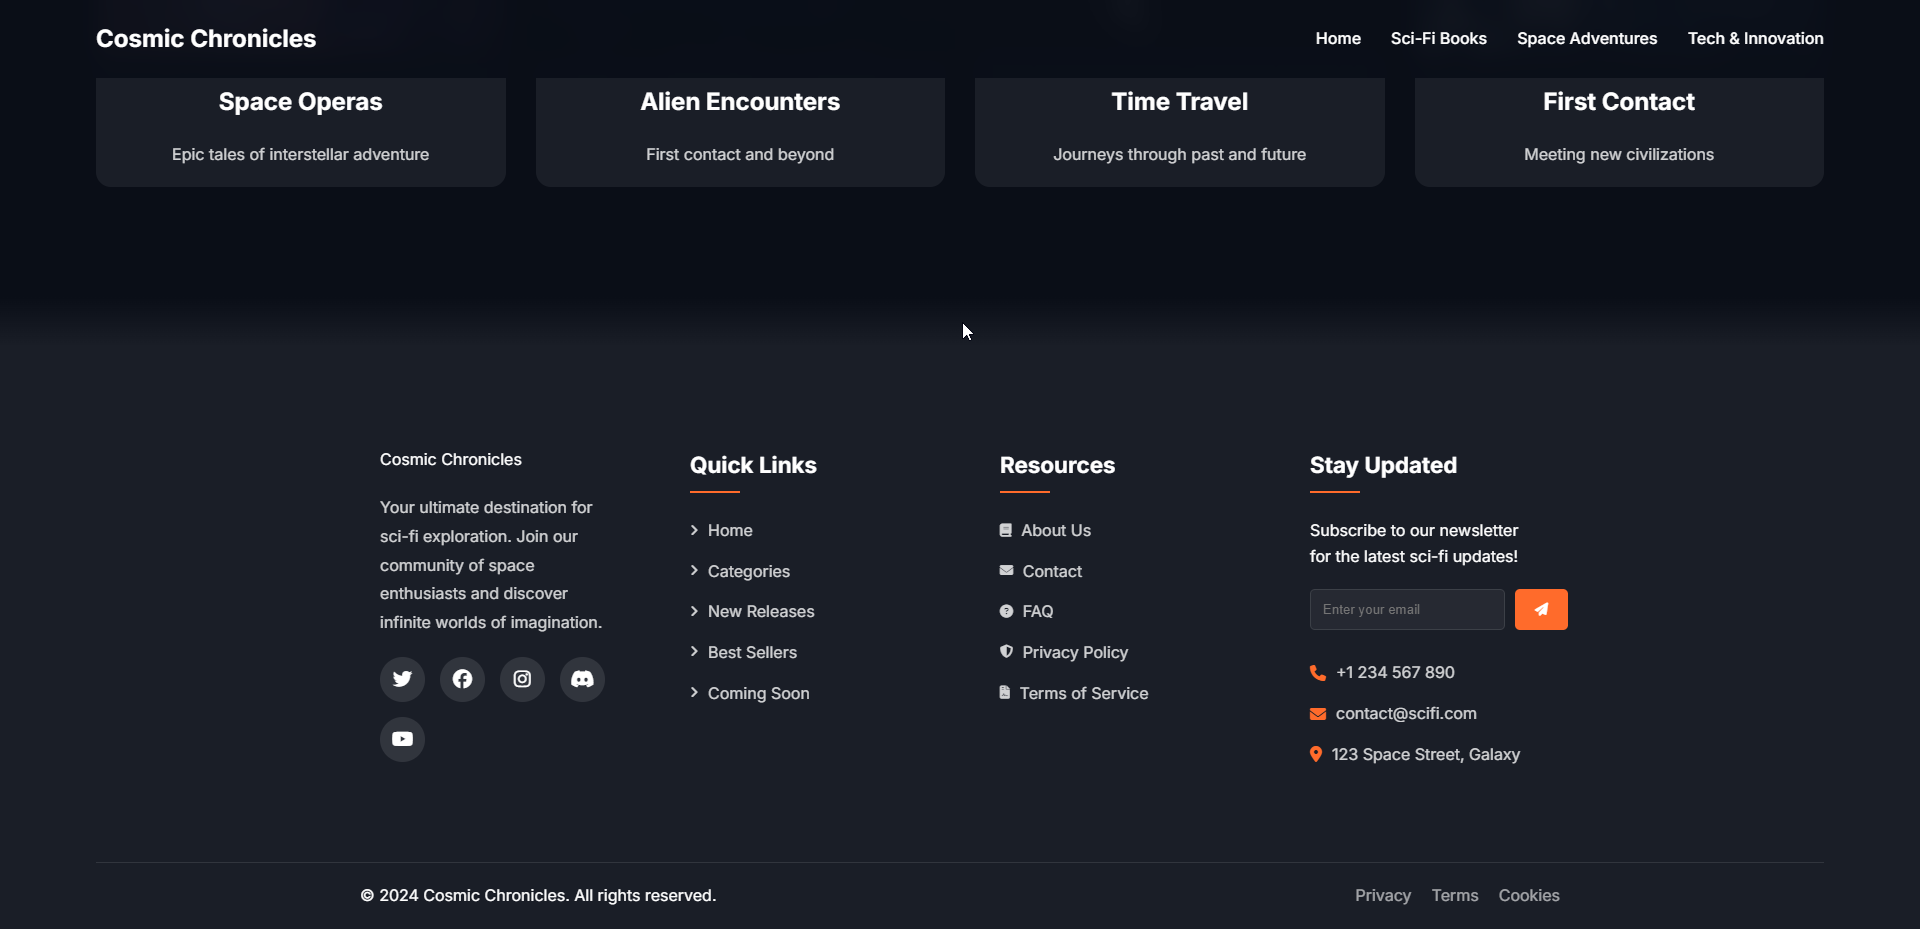 Cosmic Chronicles
Home Sci-Fi Books Space Adventures Tech & Innovation
Space Operas
Epic tales of interstellar adventure
Alien Encounters
First contact and beyond
Time Travel
Journeys through past and future
First Contact
Meeting new civilizations
Cosmic Chronicles
Your ultimate destination for
sci-fi exploration. Join our
community of space
enthusiasts and discover
infinite worlds of imagination.
Quick Links
Home
Categories
New Releases
Best Sellers
Coming Soon
Resources
About Us
Contact
FAQ
Privacy Policy
Terms of Service
Stay Updated
Subscribe to our newsletter
for the latest sci-fi updates!
Enter your email
+1 234 567 890
contact@scifi.com
123 Space Street, Galaxy
© 2024 Cosmic Chronicles. All rights reserved.
Privacy Terms Cookies